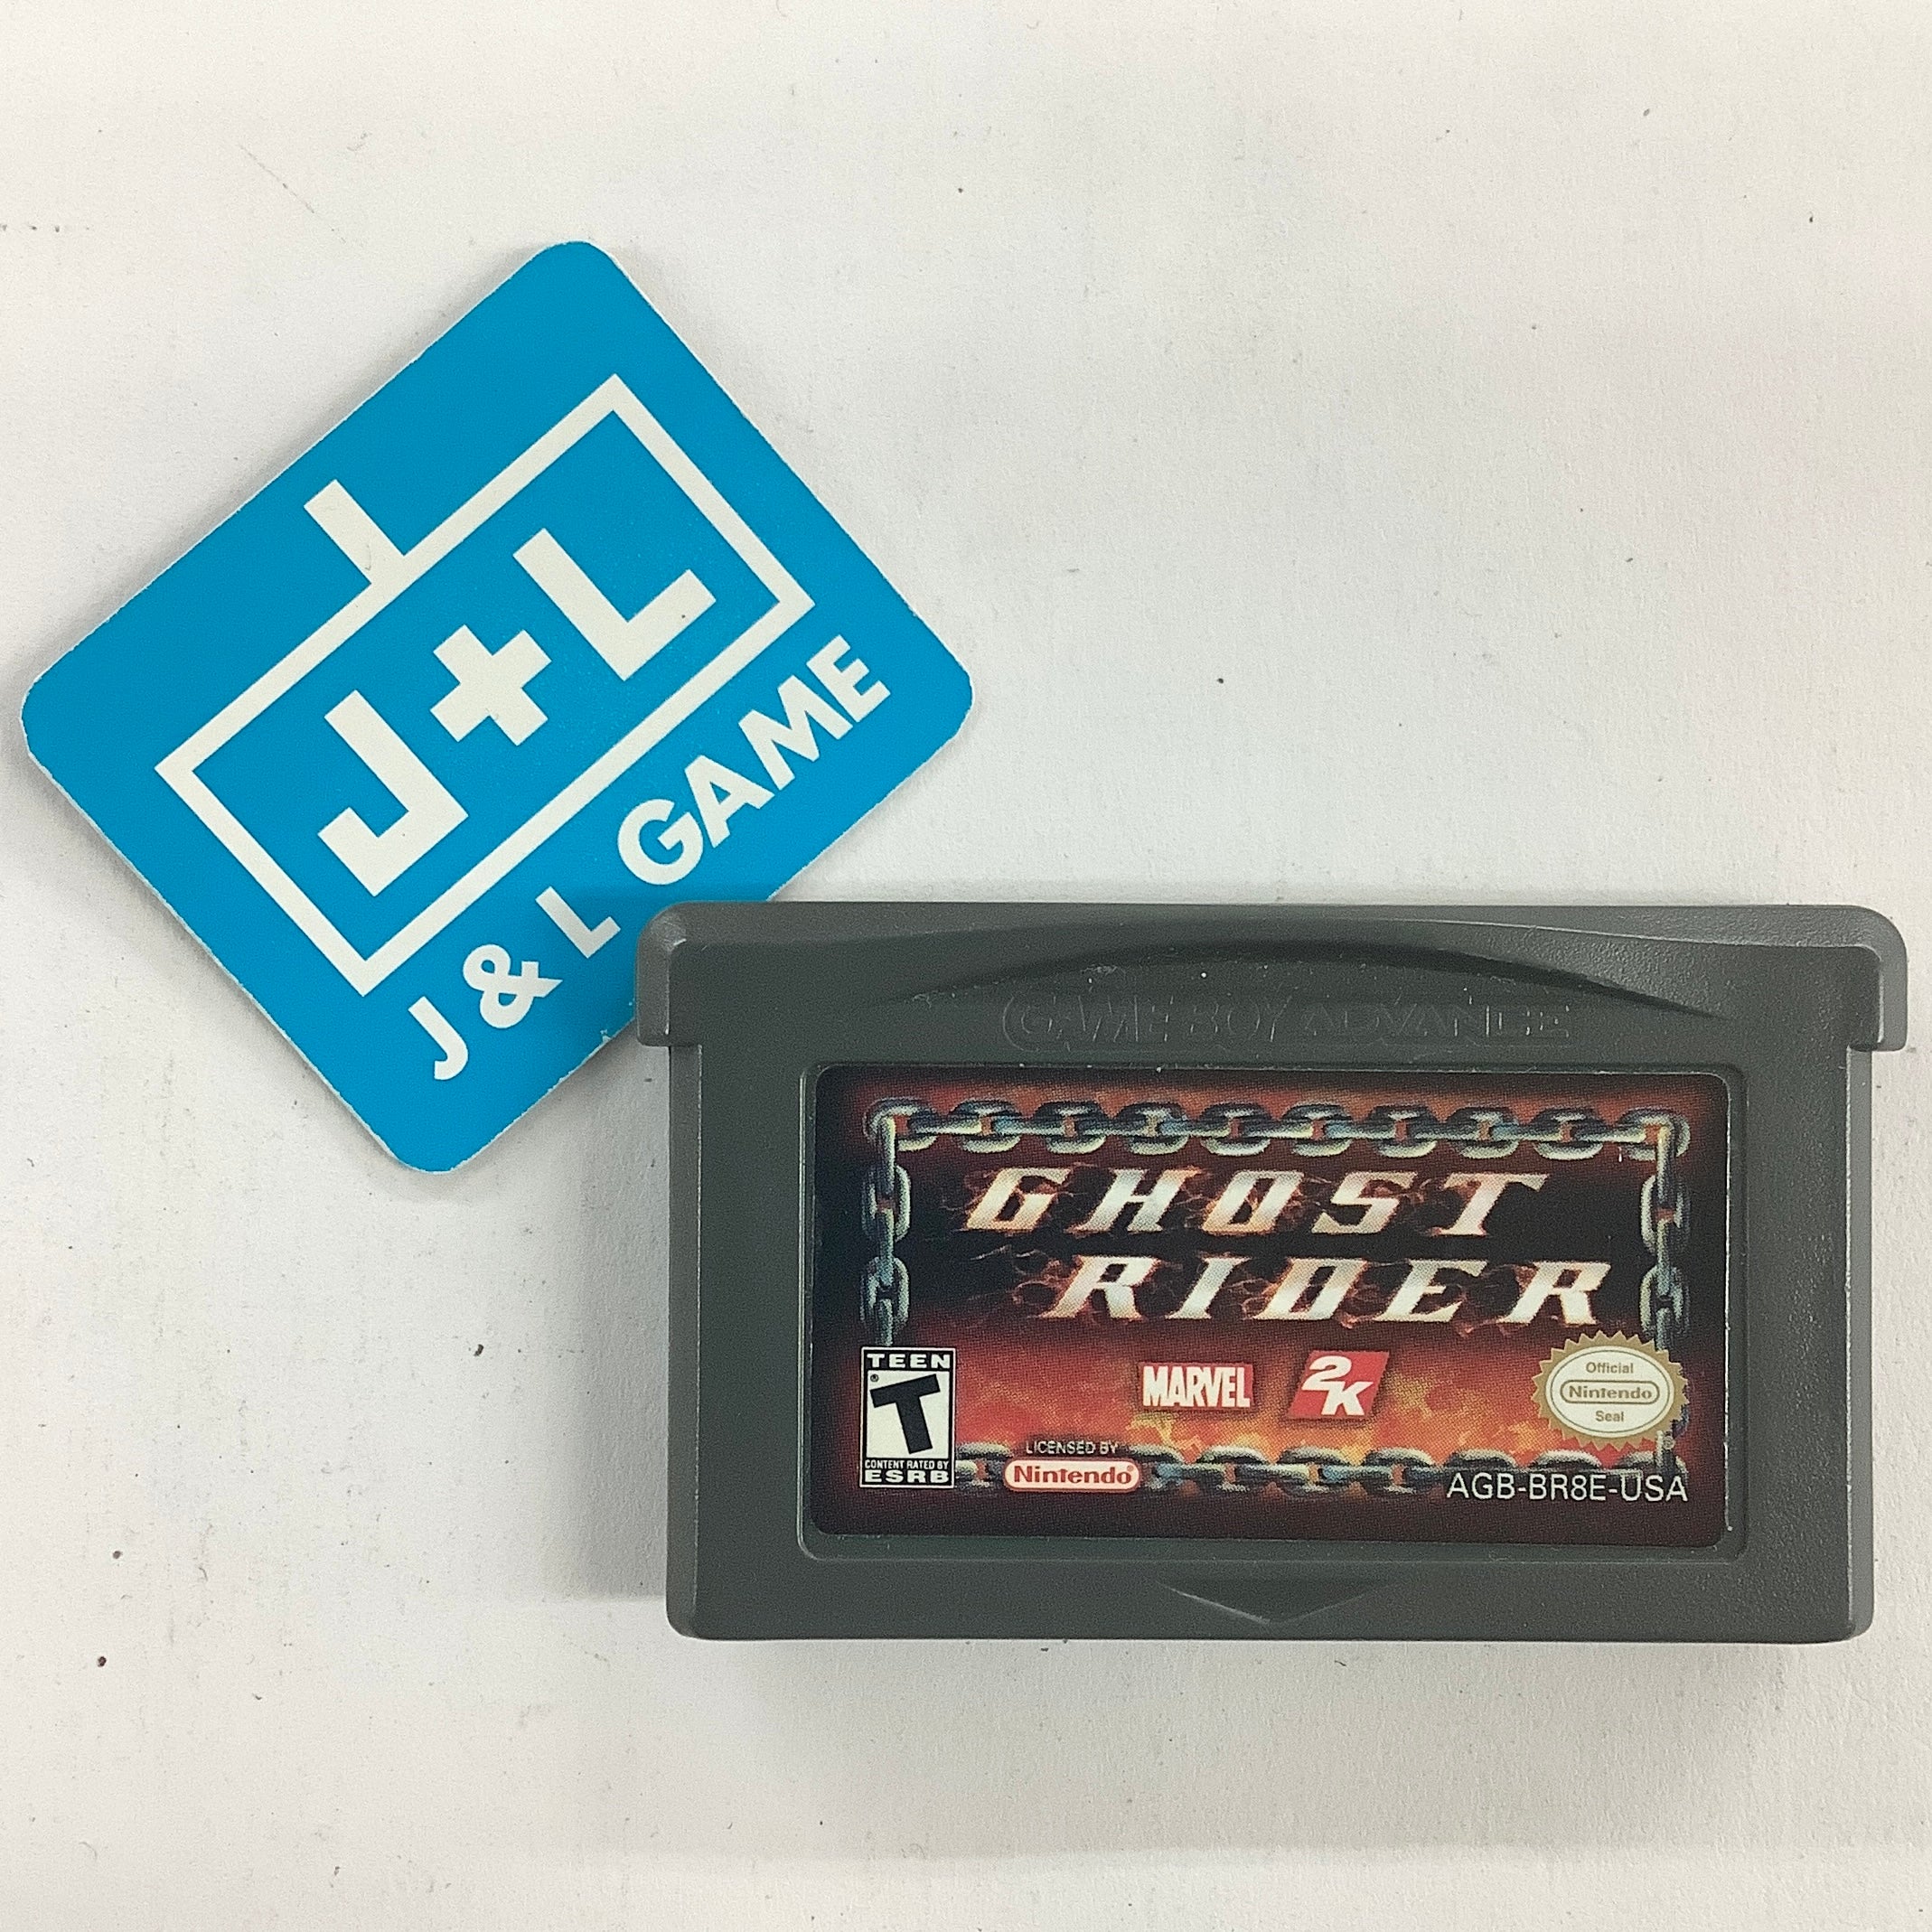 J+L
J & L GAME
GAME BOY ADVANCE
GHOST
RIDER
TEEN
T
CONTENT RATED BY
ESRB
MARVEL
2K
LICENSED BY
Nintendo®
Official
Nintendo
Seal
AGB-BR8E-USA